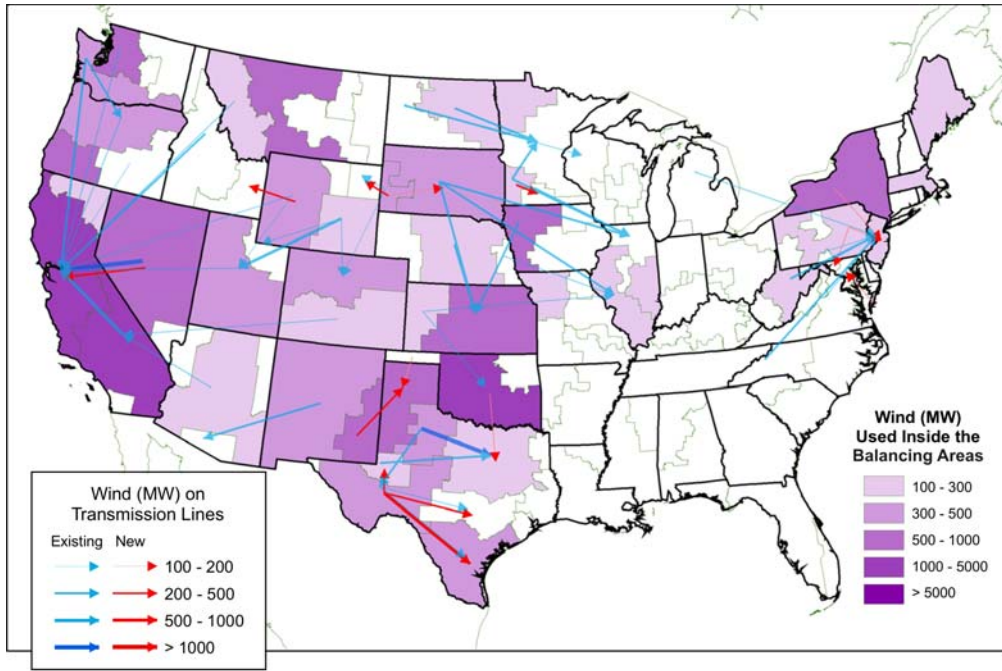 Wind (MW)
Used Inside the
Balancing Areas
100 - 300
300 - 500
500 - 1000
1000 - 5000
> 5000
Wind (MW) on
Transmission Lines
Existing New
100 - 200
200 - 500
500 - 1000
> 1000